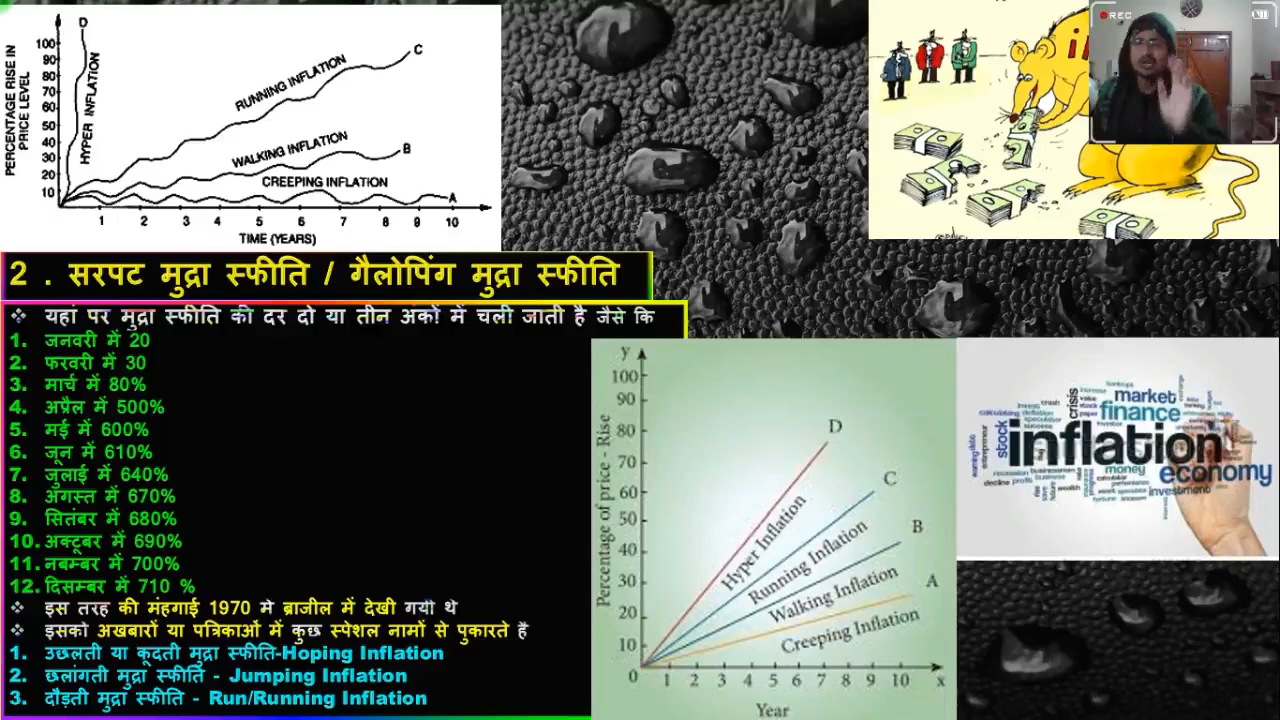 D
100
90
80
70
60
50
40
30
20
10
PERCENTAGE RISE IN
PRICE LEVEL
HYPER INFLATION
RUNNING INFLATION
C
WALKING INFLATION
B
CREEPING INFLATION
A
1 2 3 4 5 6 7 8 9 10
TIME (YEARS)
REC
2 . सरपट मुद्रा स्फीति / गैलोपिंग मुद्रा स्फीति
❖ यहां पर मुद्रा स्फीति की दर दो या तीन अंकों में चली जाती है जैसे कि
1. जनवरी में 20
2. फरवरी में 30
3. मार्च में 80%
4. अप्रैल में 500%
5. मई में 600%
6. जून में 610%
7. जुलाई में 640%
8. अगस्त में 670%
9. सितंबर में 680%
10. अक्टूबर में 690%
11. नबम्बर में 700%
12. दिसम्बर में 710 %
❖ इस तरह की मंहगाई 1970 मे ब्राजील में देखी गयी थे
❖ इसको अखबारों या पत्रिकाओं में कुछ स्पेशल नामों से पुकारते है
1. उछलती या कूदती मुद्रा स्फीति-Hoping Inflation
2. छलांगती मुद्रा स्फीति - Jumping Inflation
3. दौड़ती मुद्रा स्फीति - Run/Running Inflation
y
100
90
80
70
60
50
40
30
20
10
0
Percentage of price - Rise
D
Hyper Inflation
C
Running Inflation
B
Walking Inflation
A
Creeping Inflation
1 2 3 4 5 6 7 8 9 10 x
Year
crisis
market
finance
stock
inflation
economy
money
investment